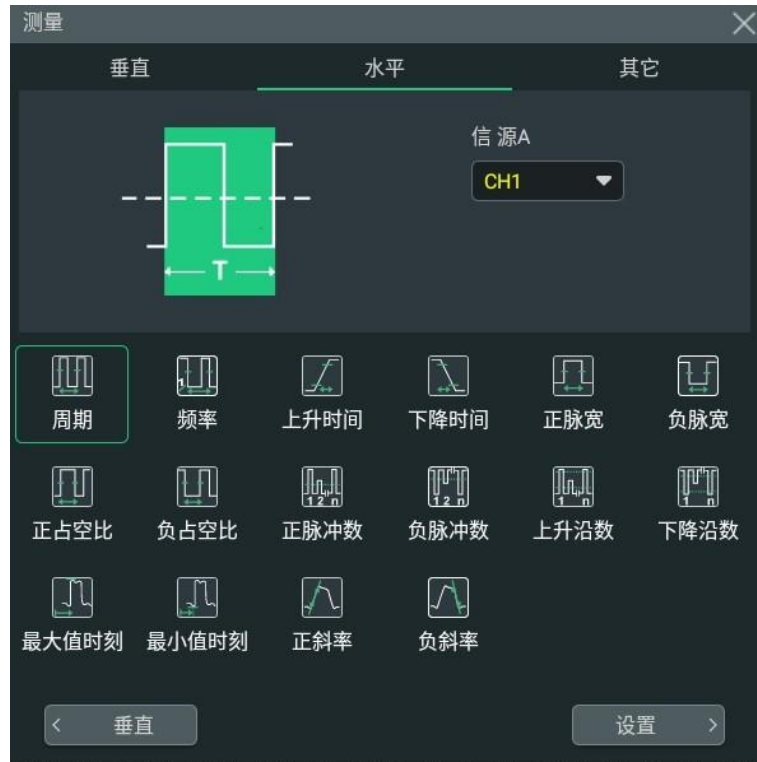 测量
垂直 水平 其它
信 源A
CH1
T
周期 频率 上升时间 下降时间 正脉宽 负脉宽
正占空比 负占空比 正脉冲数 负脉冲数 上升沿数 下降沿数
最大值时刻 最小值时刻 正斜率 负斜率
< 垂直 设置 >